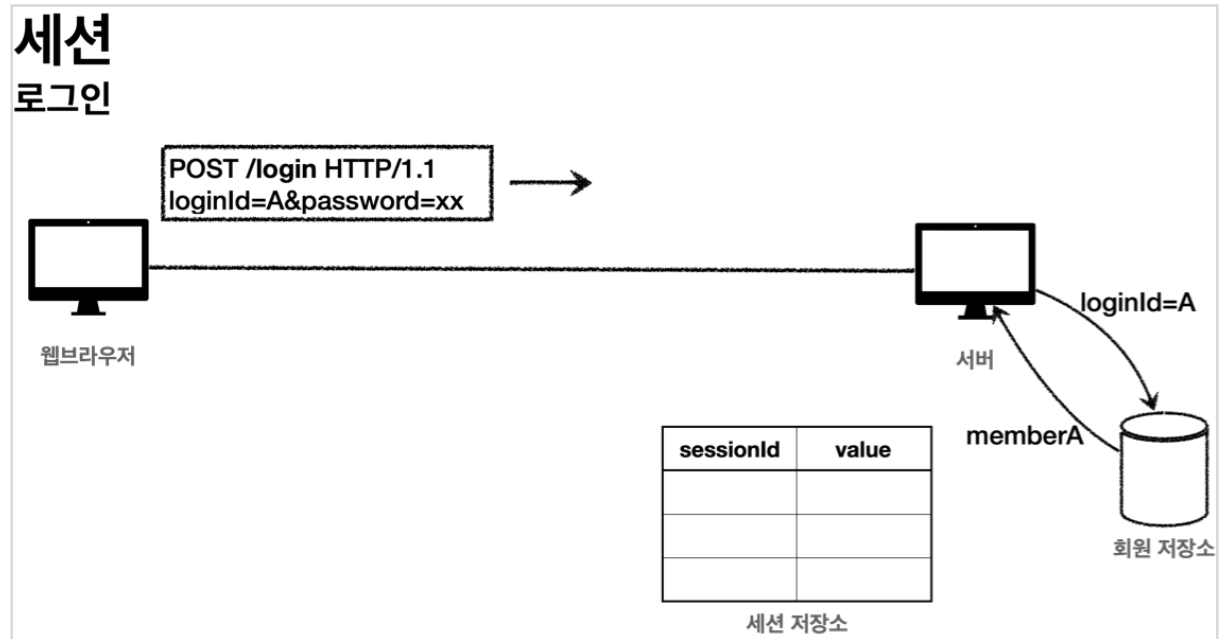 세션
로그인
POST /login HTTP/1.1
loginId=A&password=xx
웹브라우저
서버
loginId=A
memberA
회원 저장소
sessionId value
세션 저장소